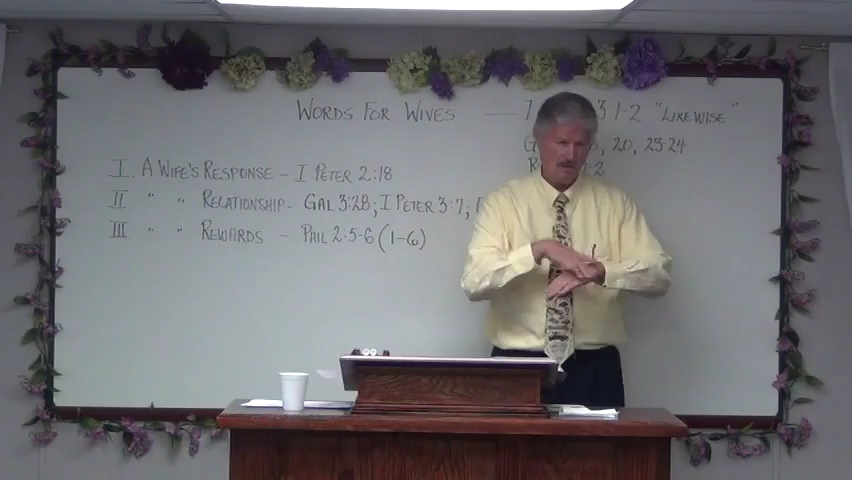 WORDS FOR WIVES — I 3 1-2 "LIKEWISE"
G 20, 23-24
I. A WIFE'S RESPONSE - I PETER 2:18
II " " RELATIONSHIP - GAL 3:28; I PETER 3:7;
III " " REWARDS - PHIL 2:5-6 (1-6)